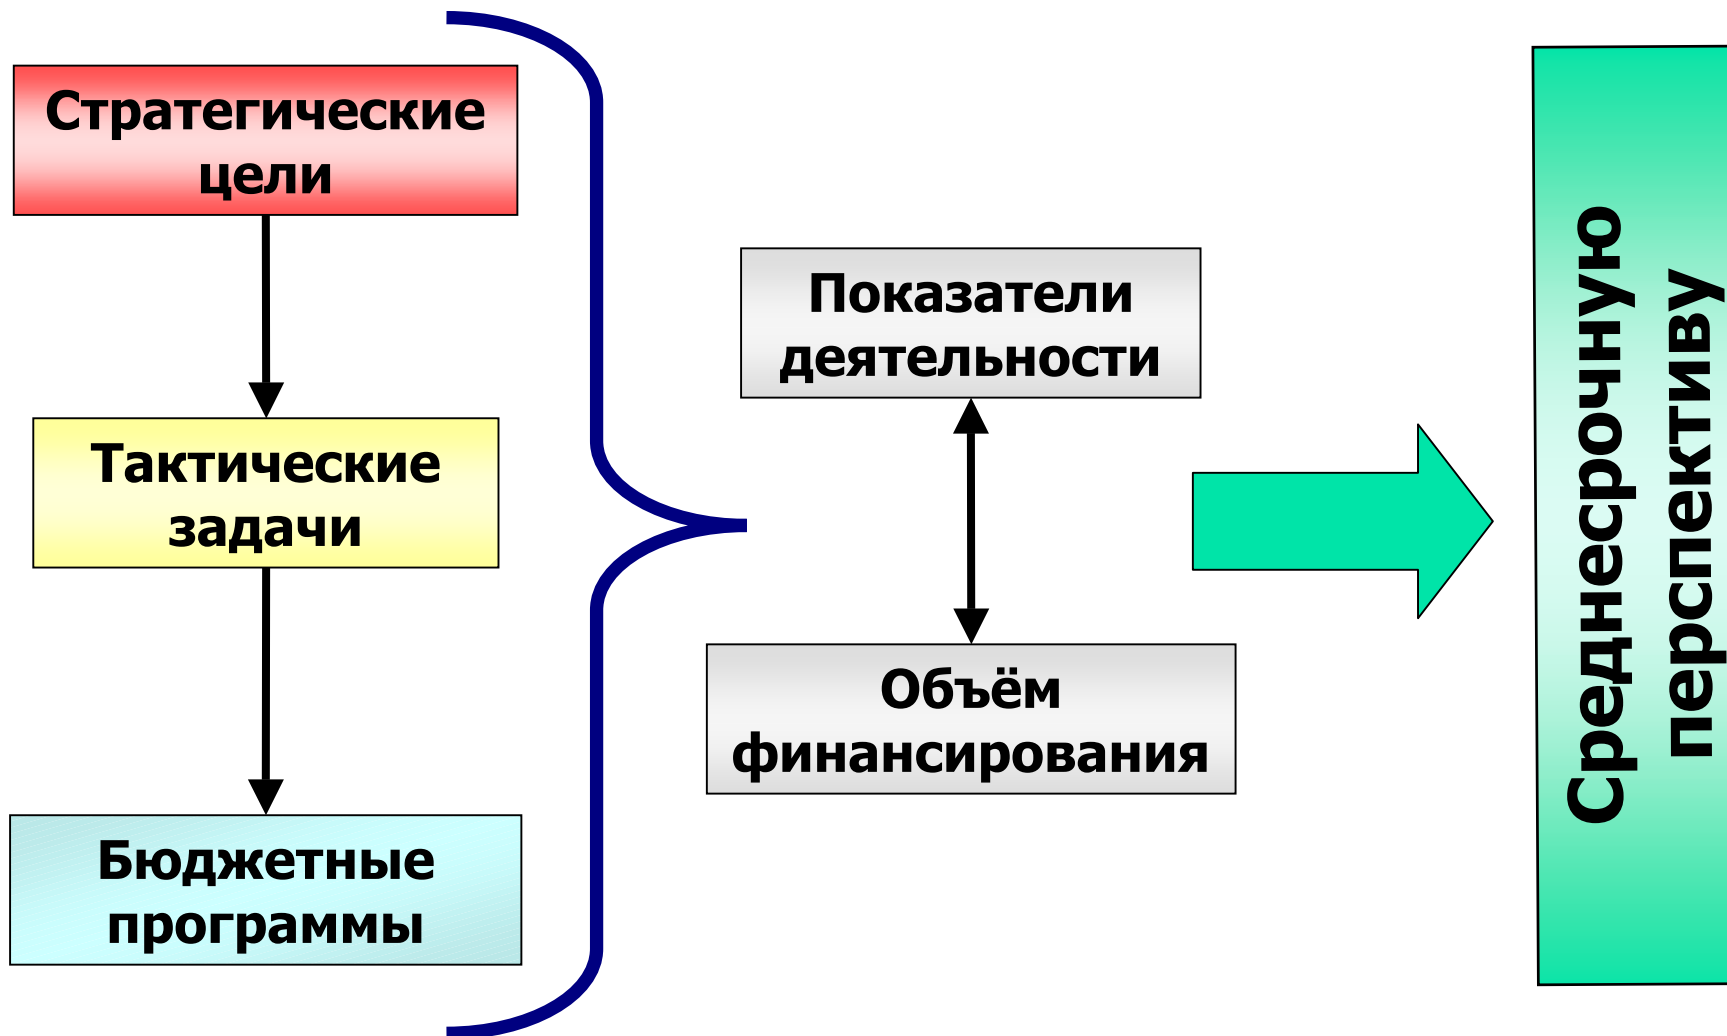 Стратегические
цели
Тактические
задачи
Бюджетные
программы
Показатели
деятельности
Объём
финансирования
Среднесрочную
перспективу